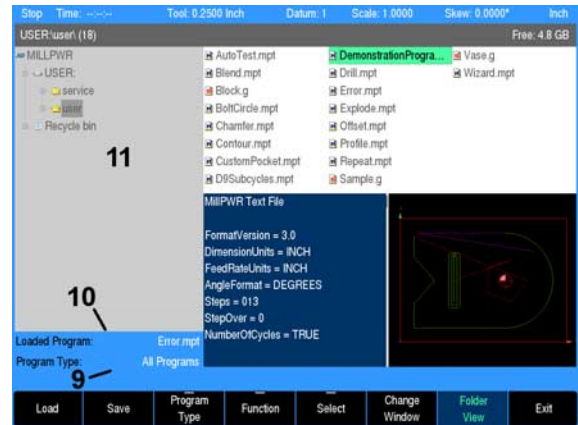 Stop Time: --:--:-- Tool: 0.2500 Inch Datum: 1 Scale: 1.0000 Skew: 0.0000° Inch
USER:\user\ (18) Free: 4.8 GB
MILLPWR
USER:
service
user
Recycle bin
11
AutoTest.mpt
Blend.mpt
Block.g
BoltCircle.mpt
Chamfer.mpt
Contour.mpt
CustomPocket.mpt
D9Subcycles.mpt
DemonstrationProgra...
Drill.mpt
Error.mpt
Explode.mpt
Offset.mpt
Profile.mpt
Repeat.mpt
Sample.g
Vase.g
Wizard.mpt
MillPWR Text File
FormatVersion = 3.0
DimensionUnits = INCH
FeedRateUnits = INCH
AngleFormat = DEGREES
Steps = 013
StepOver = 0
NumberOfCycles = TRUE
10
Loaded Program: Error.mpt
Program Type: All Programs
9
Load
Save
Program
Type
Function
Select
Change
Window
Folder
View
Exit